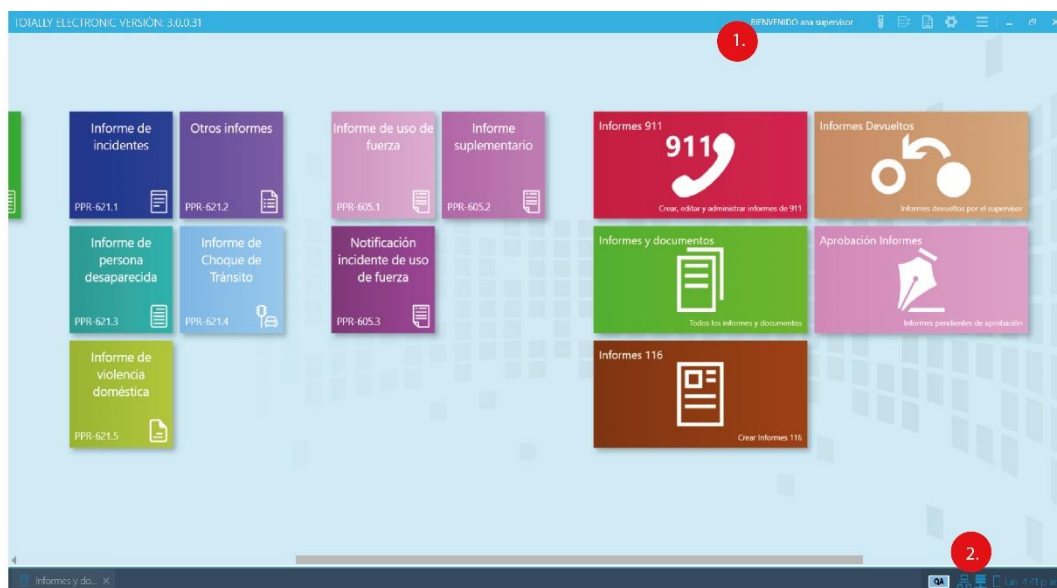 TOTALLY ELECTRONIC VERSIÓN: 3.0.0.31
BIENVENIDO ana supervisor
1.
Informe de
incidentes
PPR-621.1
Otros informes
PPR-621.2
Informe de uso de
fuerza
PPR-605.1
Informe
suplementario
PPR-605.2
Informes 911
911
Crear, editar y administrar informes de 911
Informes Devueltos
Informes devueltos por el supervisor
Informe de
persona
desaparecida
PPR-621.3
Informe de
Choque de
Tránsito
PPR-621.4
Notificación
incidente de uso
de fuerza
PPR-605.3
Informes y documentos
Todos los informes y documentos
Aprobación Informes
Informes pendientes de aprobación
Informe de
violencia
doméstica
PPR-621.5
Informes 116
Crear Informes 116
2.
Informes y do...
QA